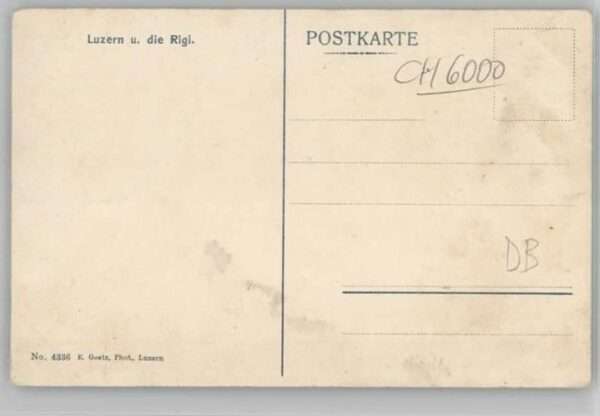 Luzern u. die Rigi.
POSTKARTE
CH 6000
DB
No. 4336 E. Goetz, Phot., Luzern